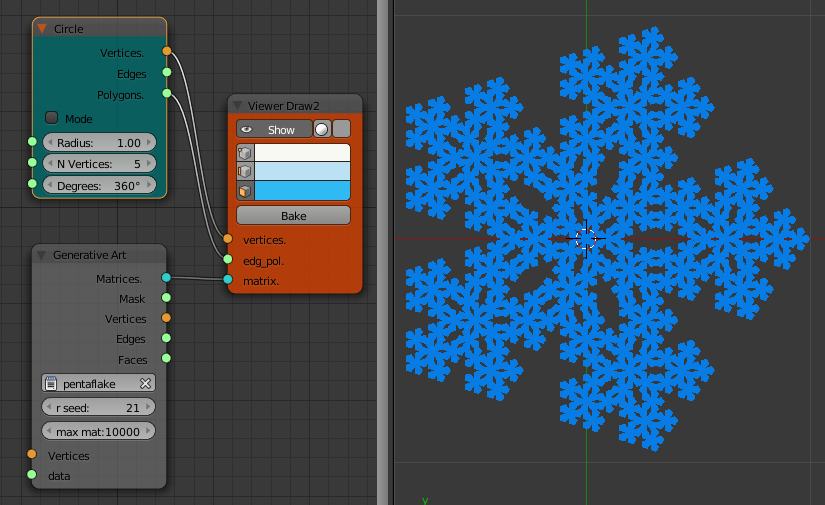 Circle
Vertices.
Edges
Polygons.
Mode
Radius: 1.00
N Vertices: 5
Degrees: 360°
Viewer Draw2
Show
Bake
vertices.
edg_pol.
matrix.
Generative Art
Matrices.
Mask
Vertices
Edges
Faces
pentaflake
r seed: 21
max mat:10000
Vertices
data
y